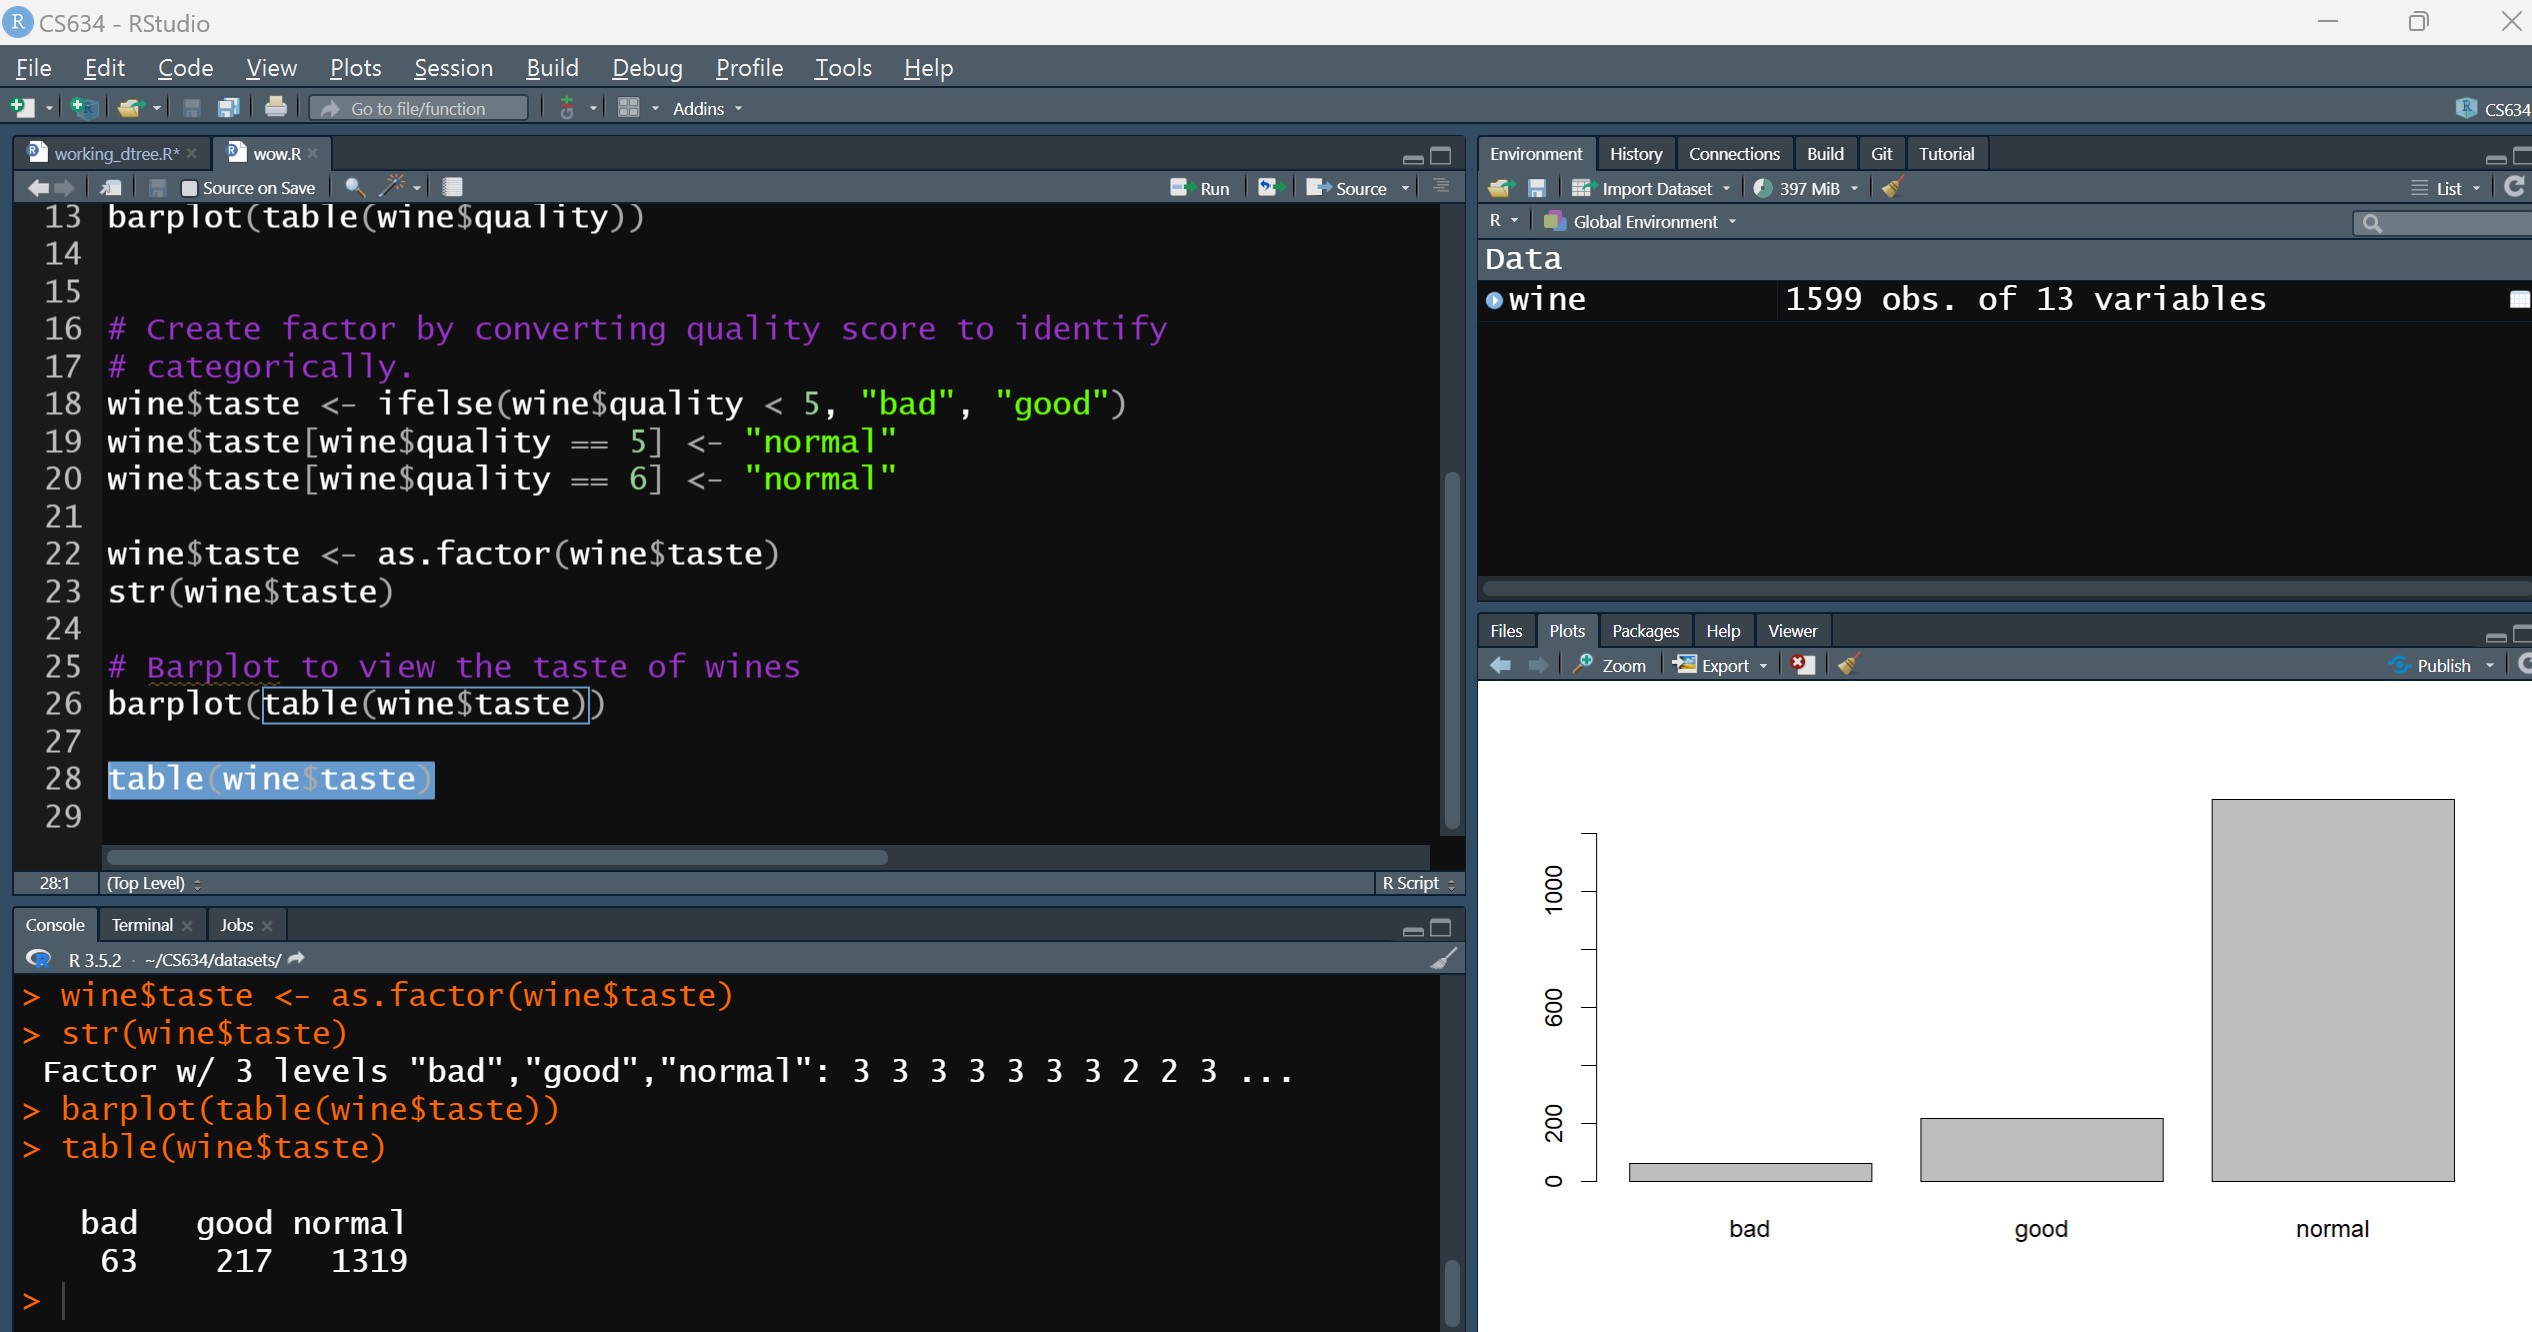 CS634 - RStudio
File Edit Code View Plots Session Build Debug Profile Tools Help
Go to file/function Addins CS634
working_dtree.R* wow.R
Source on Save Run Source
13 barplot(table(wine$quality))
14
15
16 # Create factor by converting quality score to identify
17 # categorically.
18 wine$taste <- ifelse(wine$quality < 5, "bad", "good")
19 wine$taste[wine$quality == 5] <- "normal"
20 wine$taste[wine$quality == 6] <- "normal"
21
22 wine$taste <- as.factor(wine$taste)
23 str(wine$taste)
24
25 # Barplot to view the taste of wines
26 barplot(table(wine$taste))
27
28 table(wine$taste)
29
28:1 (Top Level) R Script
Console Terminal Jobs
R 3.5.2 · ~/CS634/datasets/
> wine$taste <- as.factor(wine$taste)
> str(wine$taste)
Factor w/ 3 levels "bad","good","normal": 3 3 3 3 3 3 3 2 2 3 ...
> barplot(table(wine$taste))
> table(wine$taste)
bad good normal
63 217 1319
>
Environment History Connections Build Git Tutorial
Import Dataset 397 MiB List
R Global Environment
Data
wine 1599 obs. of 13 variables
Files Plots Packages Help Viewer
Zoom Export Publish
1000
600
200
0
bad good normal